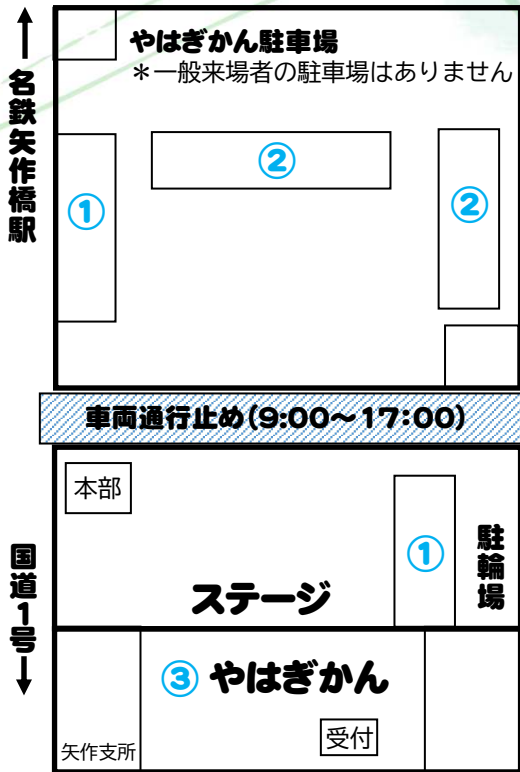 やはぎかん駐車場
＊一般来場者の駐車場はありません
↑
名鉄矢作橋駅
②
①
②
車両通行止め(9:00〜17:00)
本部
①
駐輪場
国道1号
↓
ステージ
③ やはぎかん
受付
矢作支所